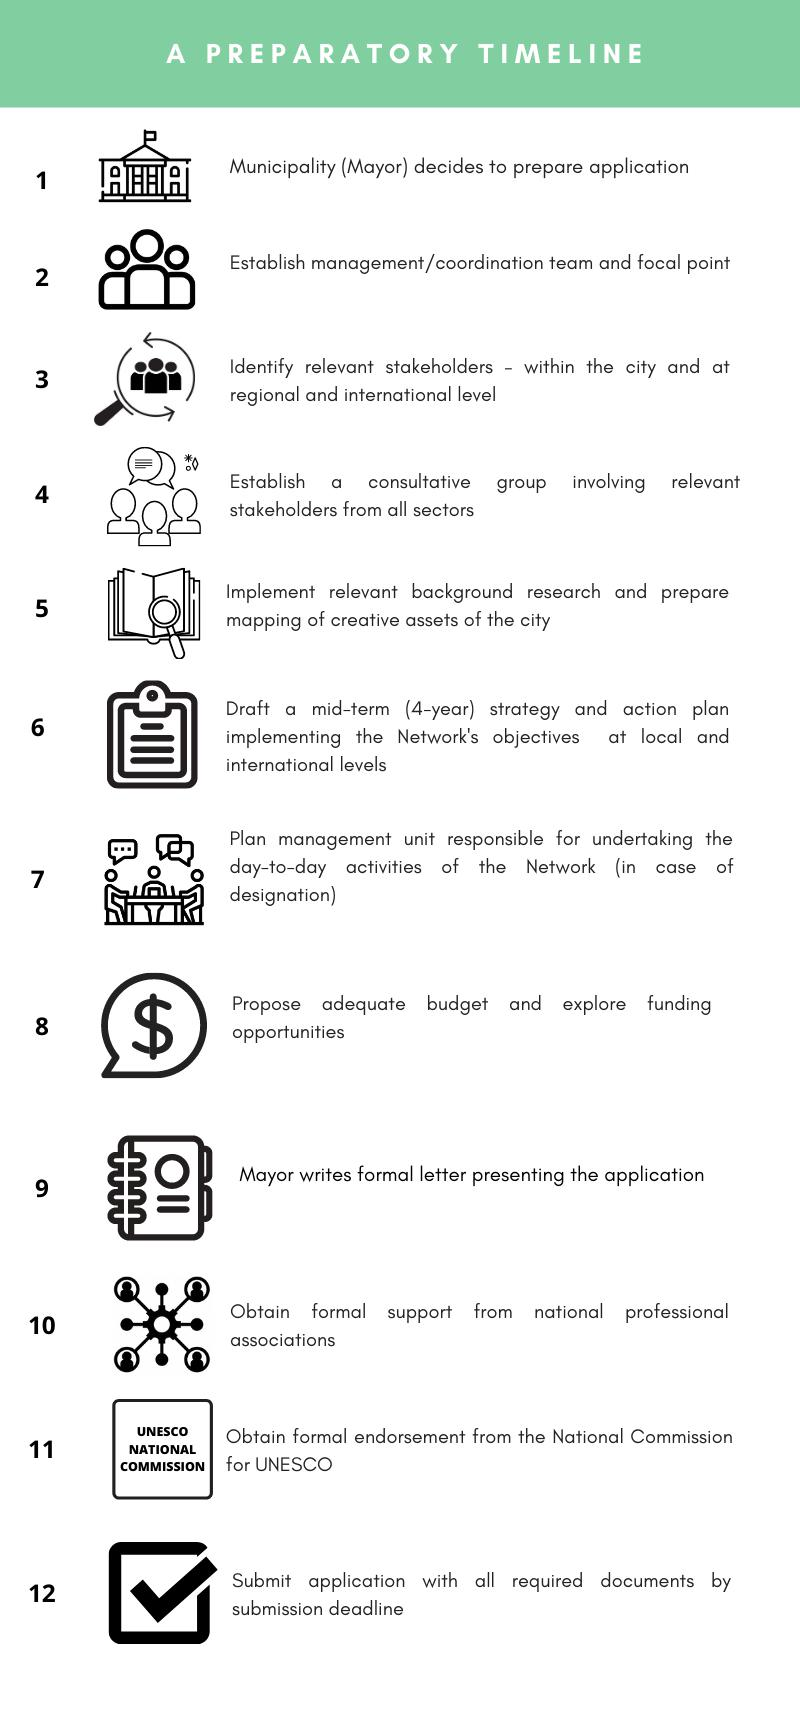 A PREPARATORY TIMELINE
1
Municipality (Mayor) decides to prepare application
2
Establish management/coordination team and focal point
3
Identify relevant stakeholders - within the city and at
regional and international level
4
Establish a consultative group involving relevant
stakeholders from all sectors
5
Implement relevant background research and prepare
mapping of creative assets of the city
6
Draft a mid-term (4-year) strategy and action plan
implementing the Network's objectives at local and
international levels
7
Plan management unit responsible for undertaking the
day-to-day activities of the Network (in case of
designation)
8
Propose adequate budget and explore funding
opportunities
9
Mayor writes formal letter presenting the application
10
Obtain formal support from national professional
associations
11
UNESCO
NATIONAL
COMMISSION
Obtain formal endorsement from the National Commission
for UNESCO
12
Submit application with all required documents by
submission deadline